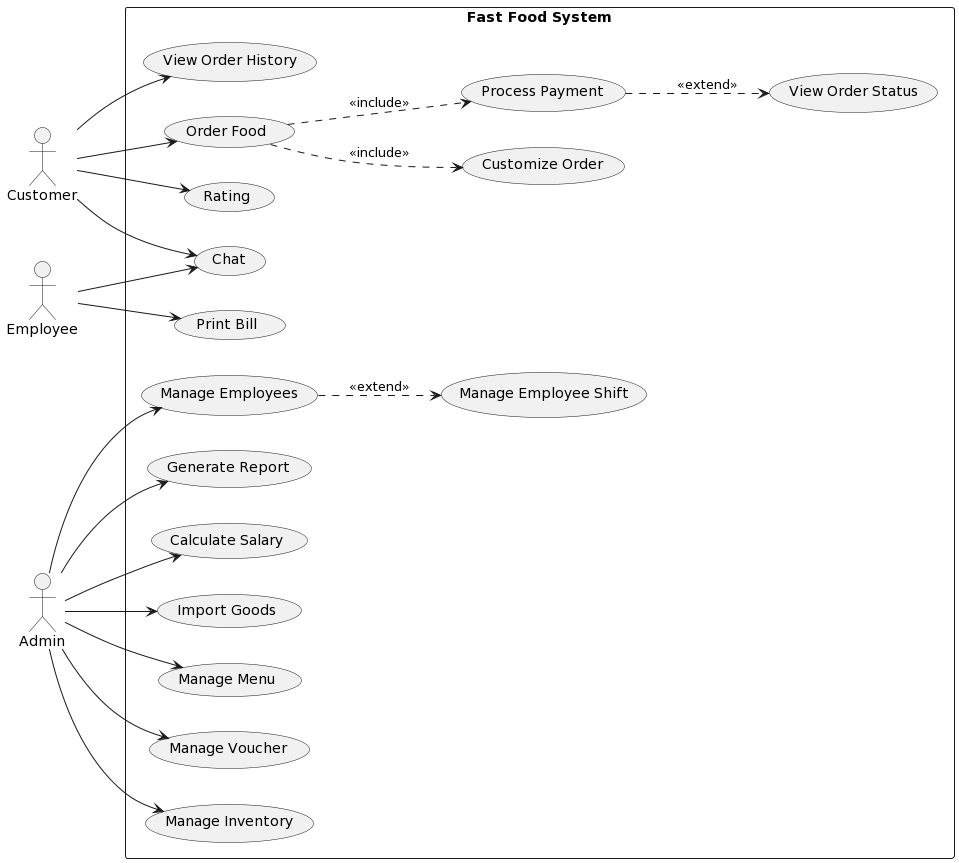 Fast Food System
View Order History
Process Payment
«extend»
View Order Status
«include»
Order Food
«include»
Customize Order
Customer
Rating
Chat
Employee
Print Bill
Manage Employees
«extend»
Manage Employee Shift
Generate Report
Calculate Salary
Import Goods
Admin
Manage Menu
Manage Voucher
Manage Inventory